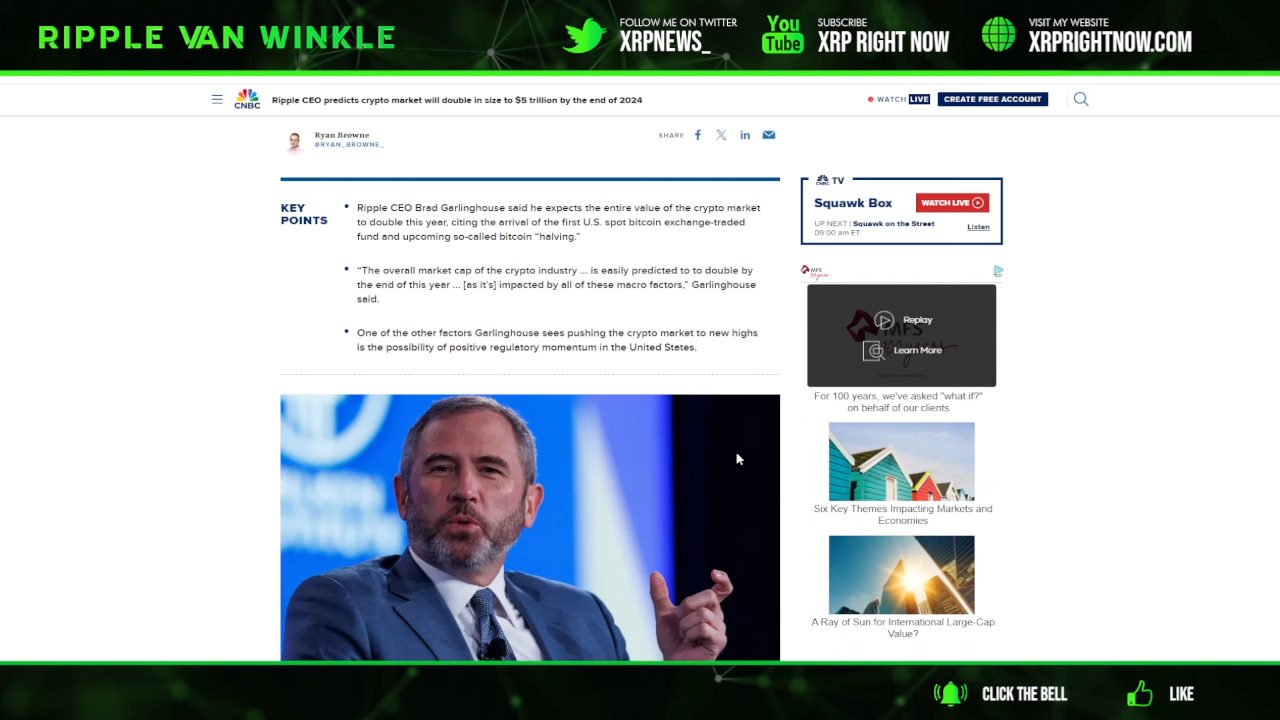 RIPPLE VAN WINKLE
FOLLOW ME ON TWITTER
XRPNEWS_
You
Tube
SUBSCRIBE
XRP RIGHT NOW
VISIT MY WEBSITE
XRPRIGHTNOW.COM
CNBC
Ripple CEO predicts crypto market will double in size to $5 trillion by the end of 2024
WATCH LIVE
CREATE FREE ACCOUNT
Ryan Browne
@RYAN_BROWNE_
SHARE
KEY
POINTS
• Ripple CEO Brad Garlinghouse said he expects the entire value of the crypto market
to double this year, citing the arrival of the first U.S. spot bitcoin exchange-traded
fund and upcoming so-called bitcoin “halving.”
• “The overall market cap of the crypto industry ... is easily predicted to to double by
the end of this year ... [as it’s] impacted by all of these macro factors,” Garlinghouse
said.
• One of the other factors Garlinghouse sees pushing the crypto market to new highs
is the possibility of positive regulatory momentum in the United States.
CNBC TV
Squawk Box
WATCH LIVE
UP NEXT | Squawk on the Street
09:00 am ET
Listen
MFS
Replay
MFS
Learn More
For 100 years, we've asked "what if?"
on behalf of our clients
Six Key Themes Impacting Markets and
Economies
A Ray of Sun for International Large-Cap
Value?
CLICK THE BELL
LIKE